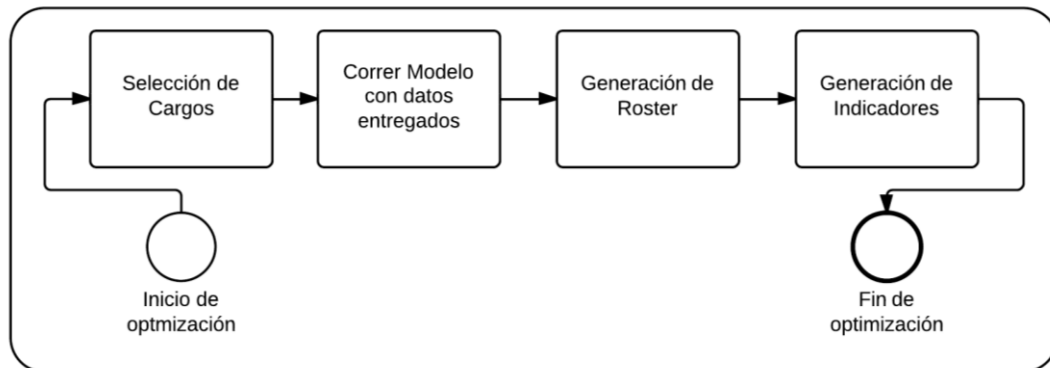 Selección de
Cargos
Correr Modelo
con datos
entregados
Generación de
Roster
Generación de
Indicadores
Inicio de
optmización
Fin de
optimización